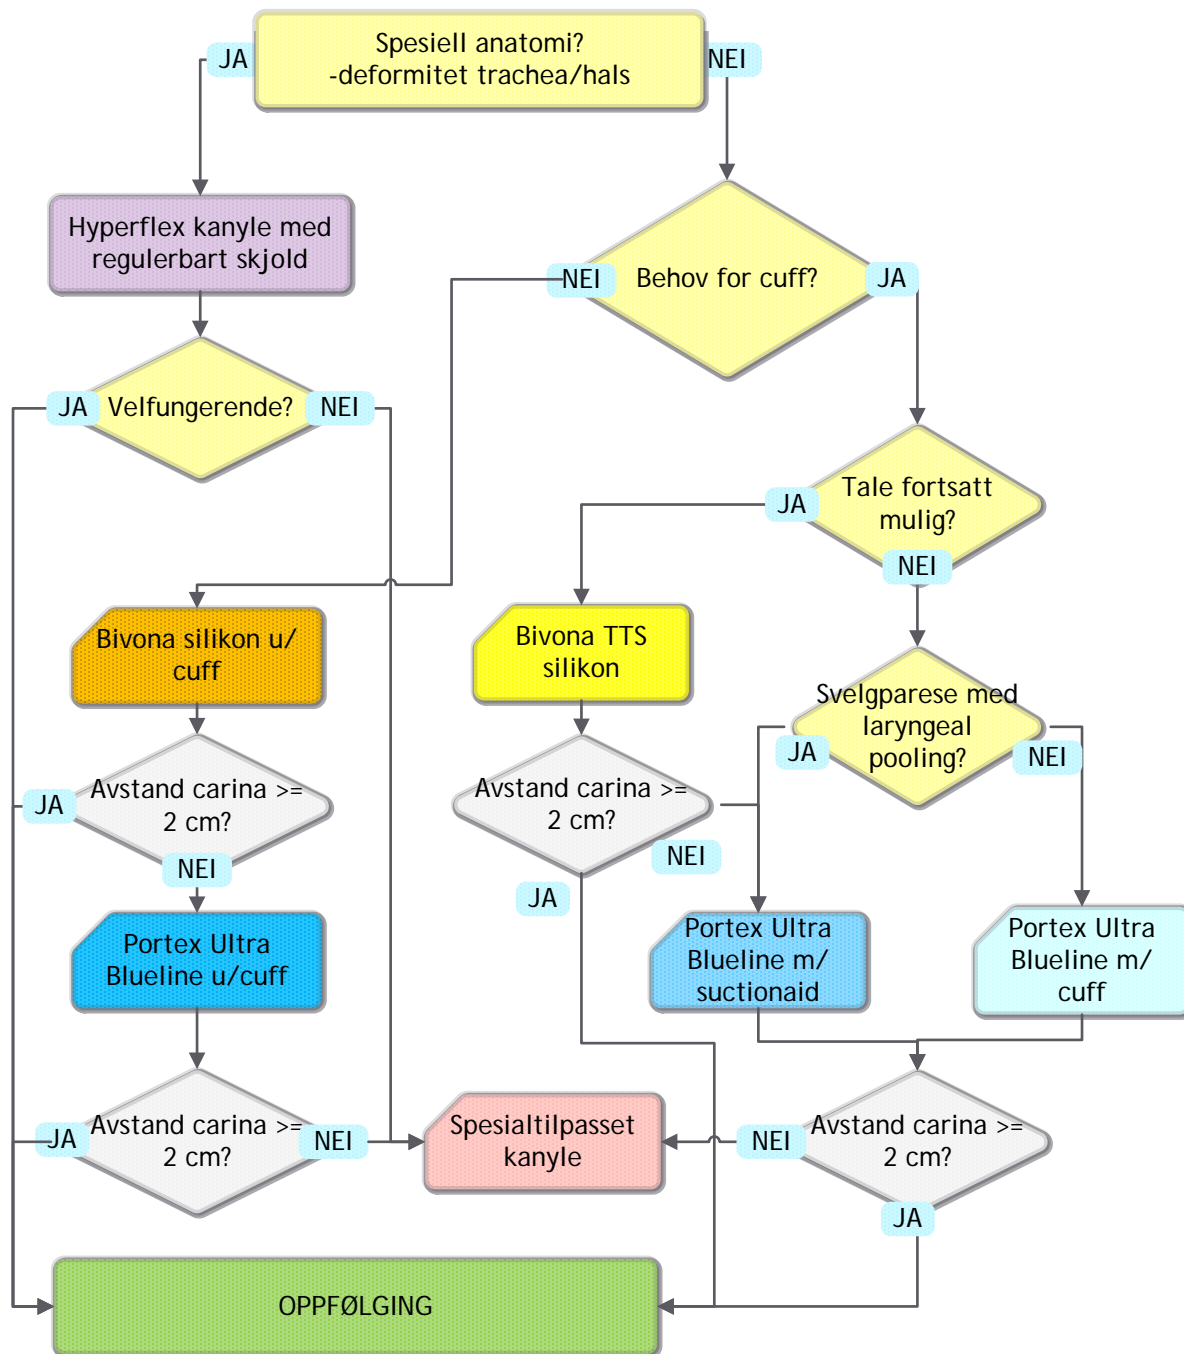 Spesiell anatomi?
-deformitet trachea/hals
JA
NEI
Hyperflex kanyle med
regulerbart skjold
Behov for cuff?
NEI
JA
Velfungerende?
JA
NEI
Tale fortsatt
mulig?
JA
NEI
Bivona silikon u/
cuff
Bivona TTS
silikon
Svelgparese med
laryngeal
pooling?
JA
NEI
Avstand carina >=
2 cm?
JA
NEI
Avstand carina >=
2 cm?
NEI
JA
Portex Ultra
Blueline u/cuff
Portex Ultra
Blueline m/
suctionaid
Portex Ultra
Blueline m/
cuff
Avstand carina >=
2 cm?
JA
NEI
Spesialtilpasset
kanyle
Avstand carina >=
2 cm?
NEI
JA
OPPFØLGING